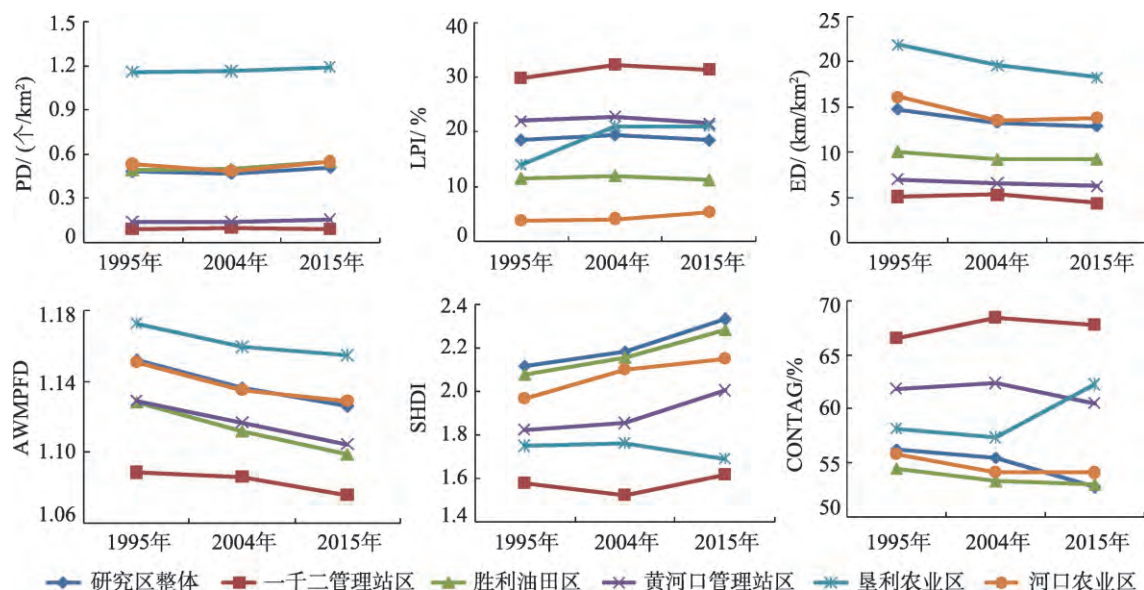 PD/ (个/km²)
1.5
1.2
0.9
0.6
0.3
0
1995年 2004年 2015年
LPI/ %
40
30
20
10
0
1995年 2004年 2015年
ED/ (km/km²)
25
20
15
10
5
0
1995年 2004年 2015年
AWMPFD
1.18
1.14
1.10
1.06
1995年 2004年 2015年
SHDI
2.4
2.2
2.0
1.8
1.6
1.4
1995年 2004年 2015年
CONTAG/%
70
65
60
55
50
1995年 2004年 2015年
研究区整体 一千二管理站区 胜利油田区 黄河口管理站区 垦利农业区 河口农业区